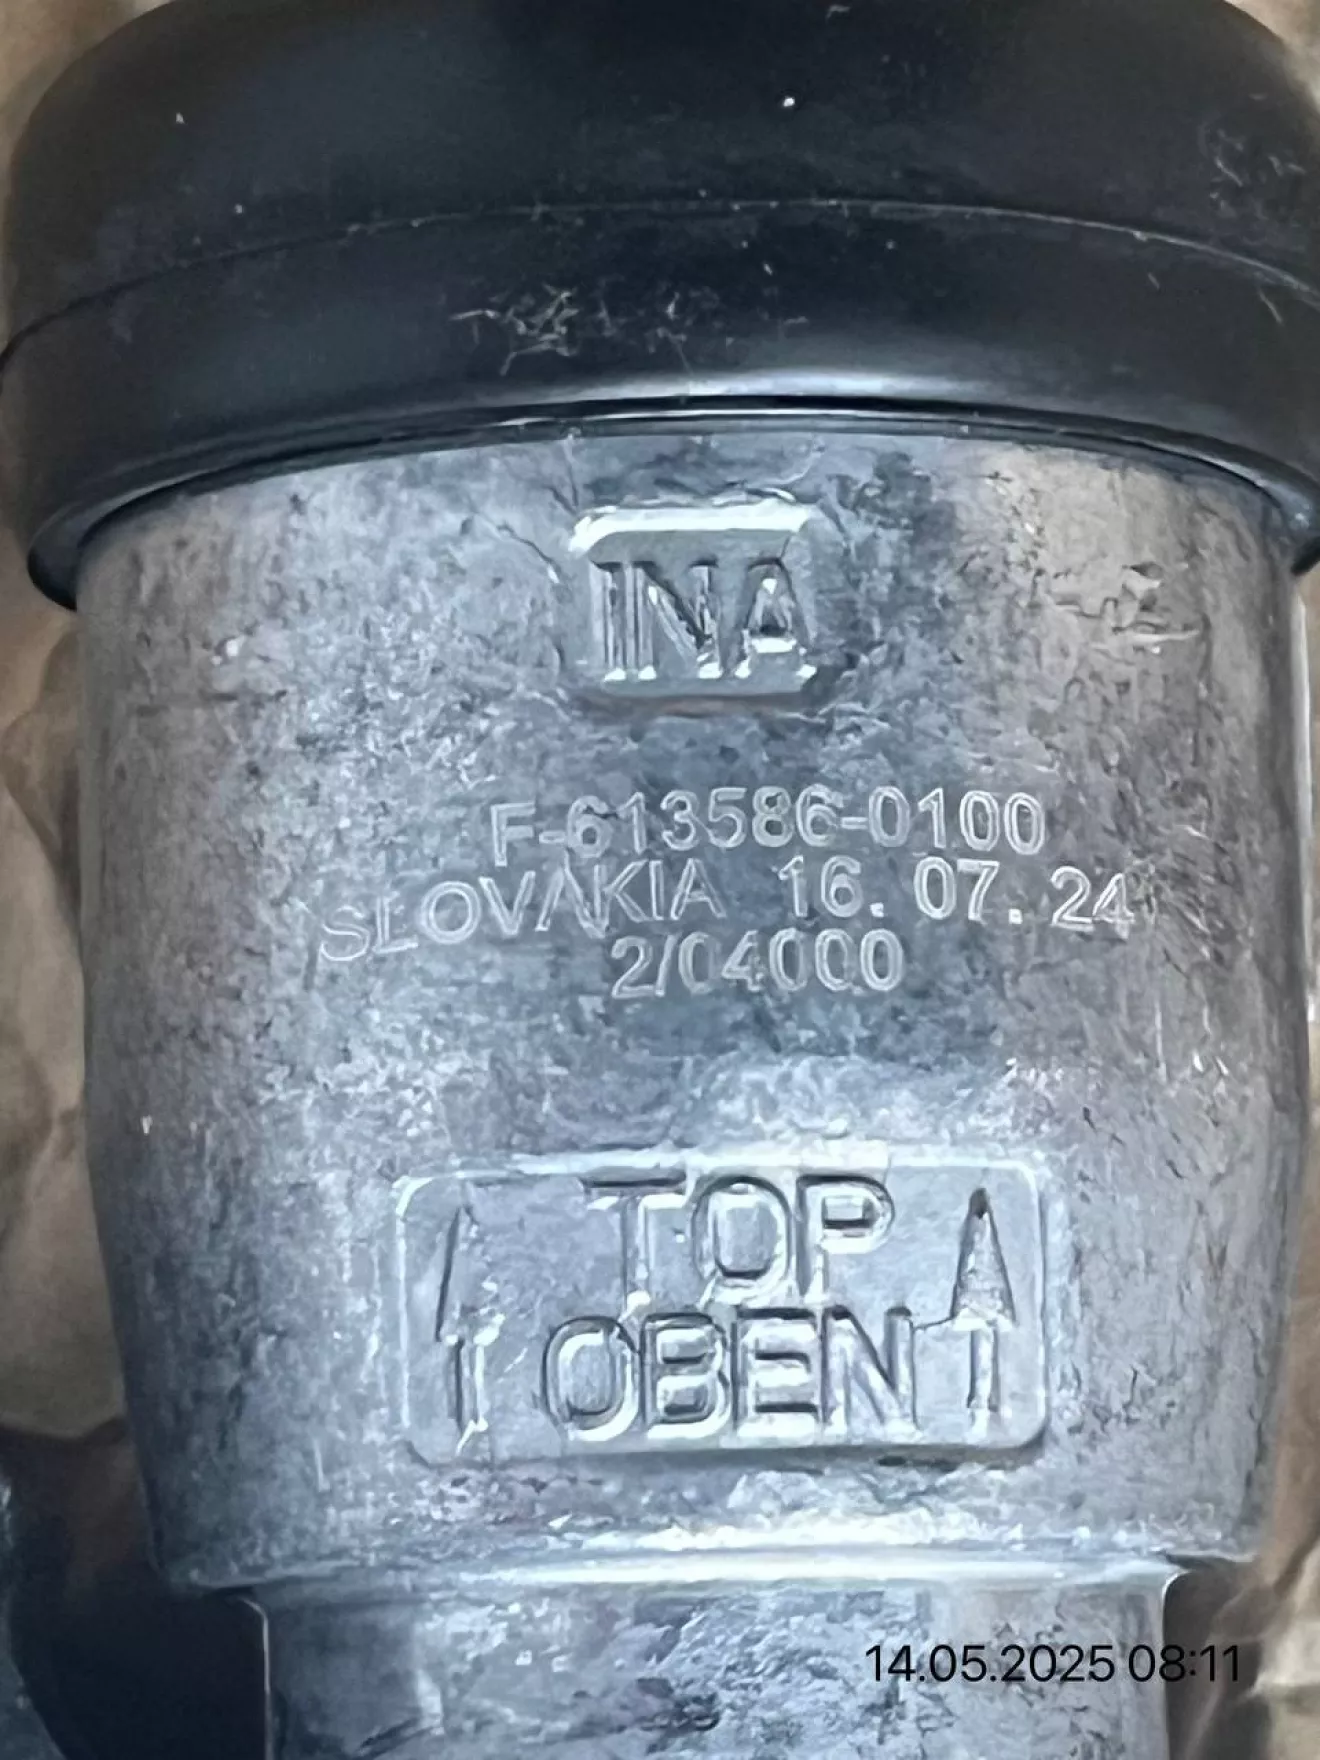 INA
F-613586-0100
SLOVAKIA 16. 07. 24
2/04000
TOP
OBEN
14.05.2025 08:11